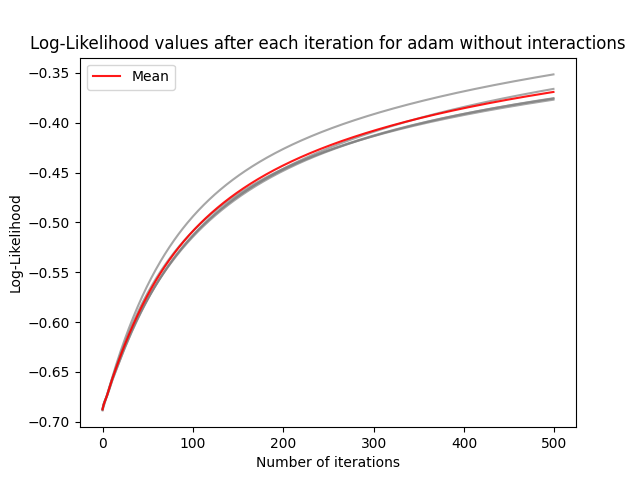 Log-Likelihood values after each iteration for adam without interactions
Mean
−0.35
−0.40
−0.45
−0.50
−0.55
−0.60
−0.65
−0.70
Log-Likelihood
0 100 200 300 400 500
Number of iterations